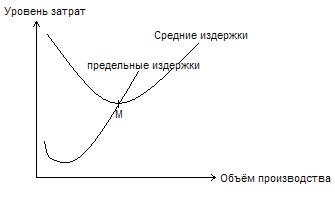 Уровень затрат
Средние издержки
предельные издержки
М
Объём производства